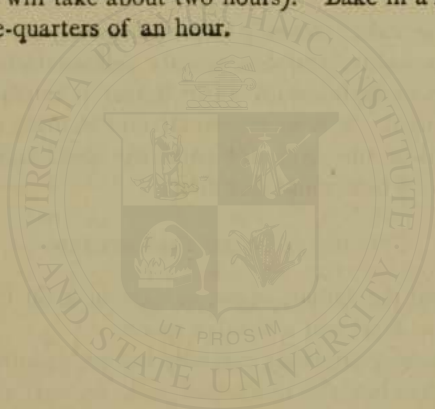 will take about two hours). Bake in a
e-quarters of an hour.
VIRGINIA POLYTECHNIC INSTITUTE
AND STATE UNIVERSITY
UT PROSIM